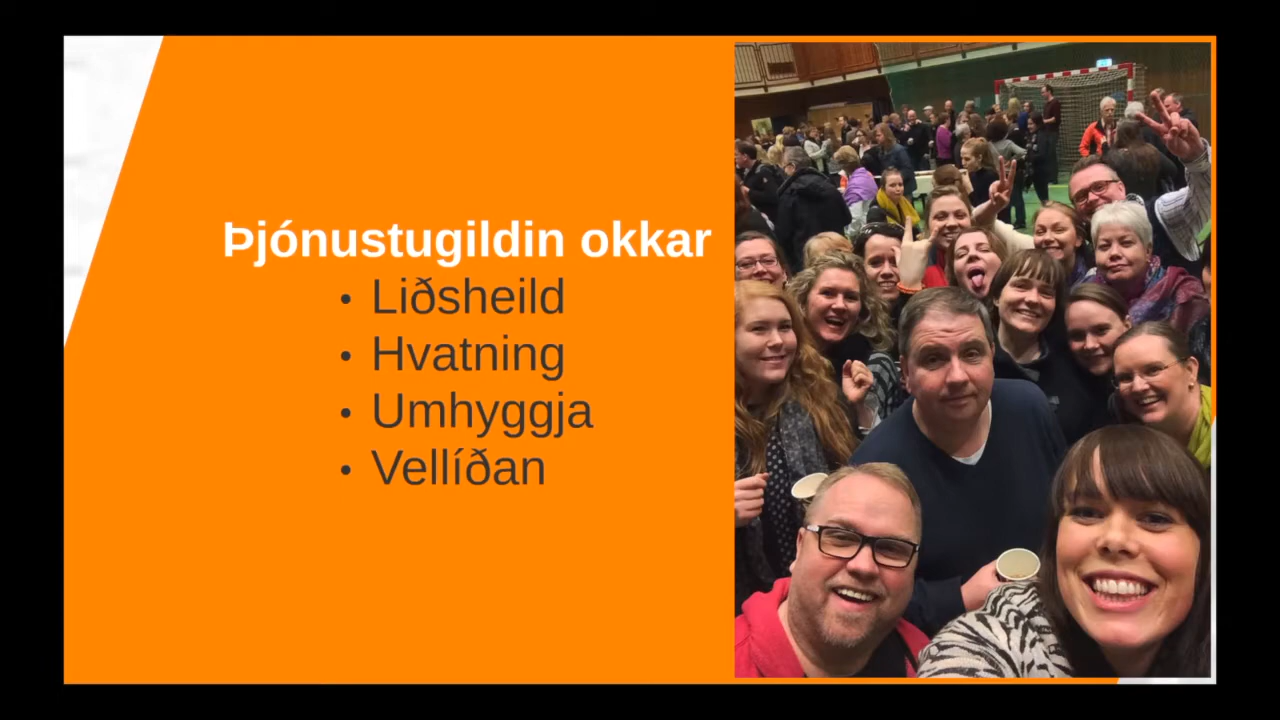 Þjónustugildin okkar
• Liðsheild
• Hvatning
• Umhyggja
• Vellíðan